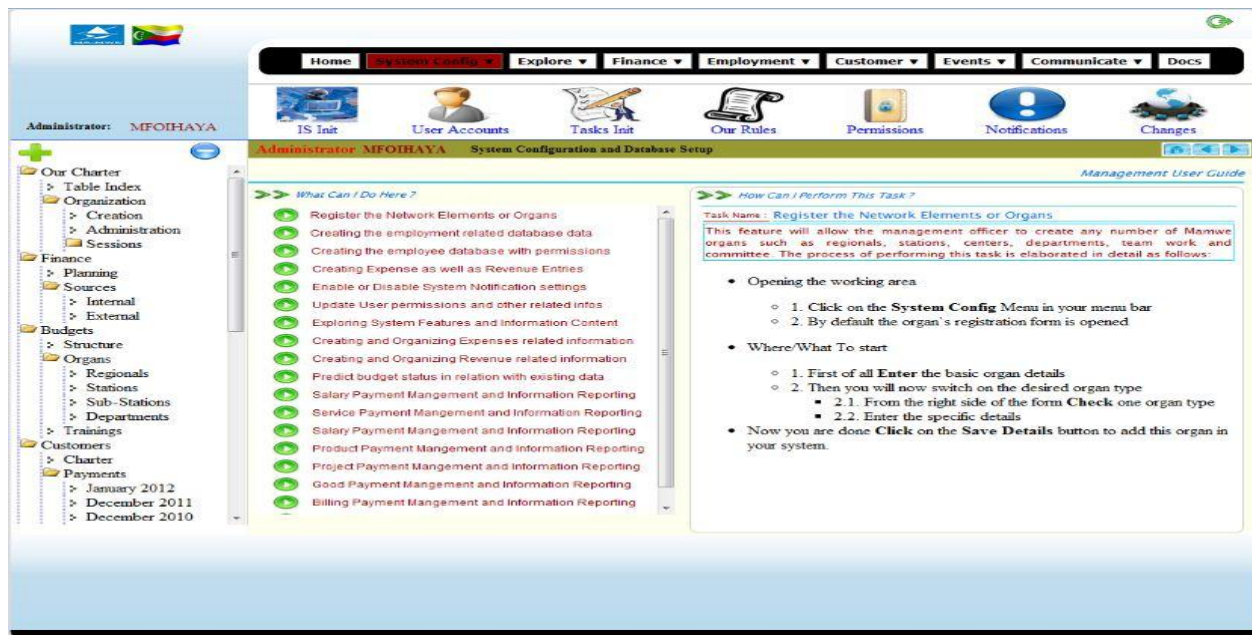 Home System Config ▼ Explore ▼ Finance ▼ Employment ▼ Customer ▼ Events ▼ Communicate ▼ Docs
Administrator: MFOIHAYA
IS Init User Accounts Tasks Init Our Rules Permissions Notifications Changes
Administrator MFOIHAYA System Configuration and Database Setup
Management User Guide
Our Charter
Table Index
Organization
Creation
Administration
Sessions
Finance
Planning
Sources
Internal
External
Budgets
Structure
Organs
Regionals
Stations
Sub-Stations
Departments
Trainings
Customers
Charter
Payments
January 2012
December 2011
December 2010
What Can I Do Here ?
Register the Network Elements or Organs
Creating the employment related database data
Creating the employee database with permissions
Creating Expense as well as Revenue Entries
Enable or Disable System Notification settings
Update User permissions and other related infos
Exploring System Features and Information Content
Creating and Organizing Expenses related information
Creating and Organizing Revenue related information
Predict budget status in relation with existing data
Salary Payment Mangement and Information Reporting
Service Payment Mangement and Information Reporting
Salary Payment Mangement and Information Reporting
Product Payment Mangement and Information Reporting
Project Payment Mangement and Information Reporting
Good Payment Mangement and Information Reporting
Billing Payment Mangement and Information Reporting
How Can I Perform This Task ?
Task Name : Register the Network Elements or Organs
This feature will allow the management officer to create any number of Mamwe
organs such as regionals, stations, centers, departments, team work and
committee. The process of performing this task is elaborated in detail as follows:
• Opening the working area
1. Click on the System Config Menu in your menu bar
2. By default the organ's registration form is opened
• Where/What To start
1. First of all Enter the basic organ details
2. Then you will now switch on the desired organ type
2.1. From the right side of the form Check one organ type
2.2. Enter the specific details
• Now you are done Click on the Save Details button to add this organ in
your system.